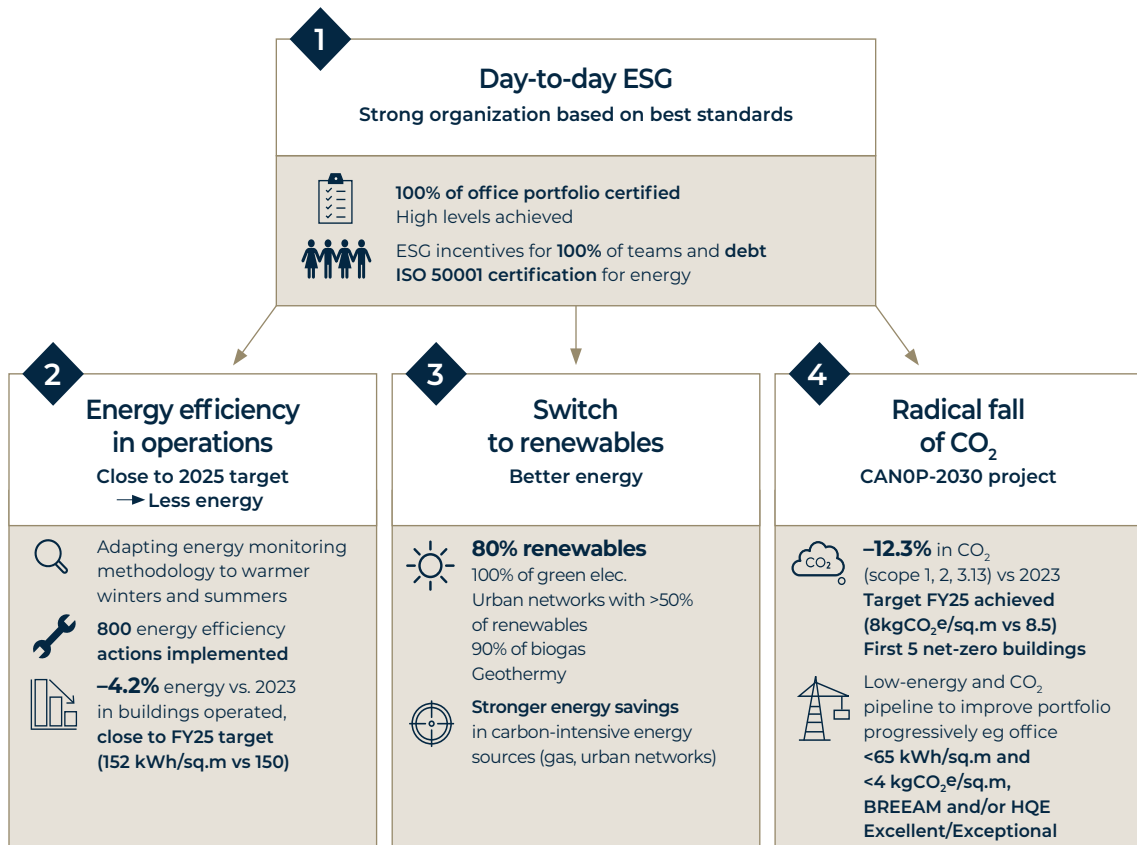 1
Day-to-day ESG
Strong organization based on best standards
100% of office portfolio certified
High levels achieved
ESG incentives for 100% of teams and debt
ISO 50001 certification for energy
2
Energy efficiency
in operations
Close to 2025 target
→ Less energy
Adapting energy monitoring
methodology to warmer
winters and summers
800 energy efficiency
actions implemented
–4.2% energy vs. 2023
in buildings operated,
close to FY25 target
(152 kWh/sq.m vs 150)
3
Switch
to renewables
Better energy
80% renewables
100% of green elec.
Urban networks with >50%
of renewables
90% of biogas
Geothermy
Stronger energy savings
in carbon-intensive energy
sources (gas, urban networks)
4
Radical fall
of CO₂
CAN0P-2030 project
CO₂
–12.3% in CO₂
(scope 1, 2, 3.13) vs 2023
Target FY25 achieved
(8kgCO₂e/sq.m vs 8.5)
First 5 net-zero buildings
Low-energy and CO₂
pipeline to improve portfolio
progressively eg office
<65 kWh/sq.m and
<4 kgCO₂e/sq.m,
BREEAM and/or HQE
Excellent/Exceptional